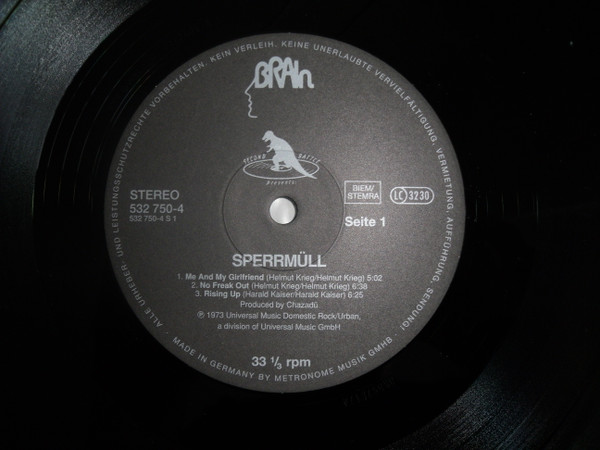 BRAIN
RECORD BATTLE
presents:
STEREO
532 750-4
532 750-4 S 1
BIEM/
STEMRA
LC 3230
Seite 1
SPERRMÜLL
1. Me And My Girlfriend (Helmut Krieg/Helmut Krieg) 5:02
2. No Freak Out (Helmut Krieg/Helmut Krieg) 6:38
3. Rising Up (Harald Kaiser/Harald Kaiser) 6:25
Produced by Chazadü
℗ 1973 Universal Music Domestic Rock/Urban,
a division of Universal Music GmbH
33 1/3 rpm
· ALLE URHEBER- UND LEISTUNGSSCHUTZRECHTE VORBEHALTEN. KEIN VERLEIH. KEINE UNERLAUBTE VERVIELFÄLTIGUNG, VERMIETUNG, AUFFÜHRUNG, SENDUNG! ·
MADE IN GERMANY BY METRONOME MUSIK GMBH